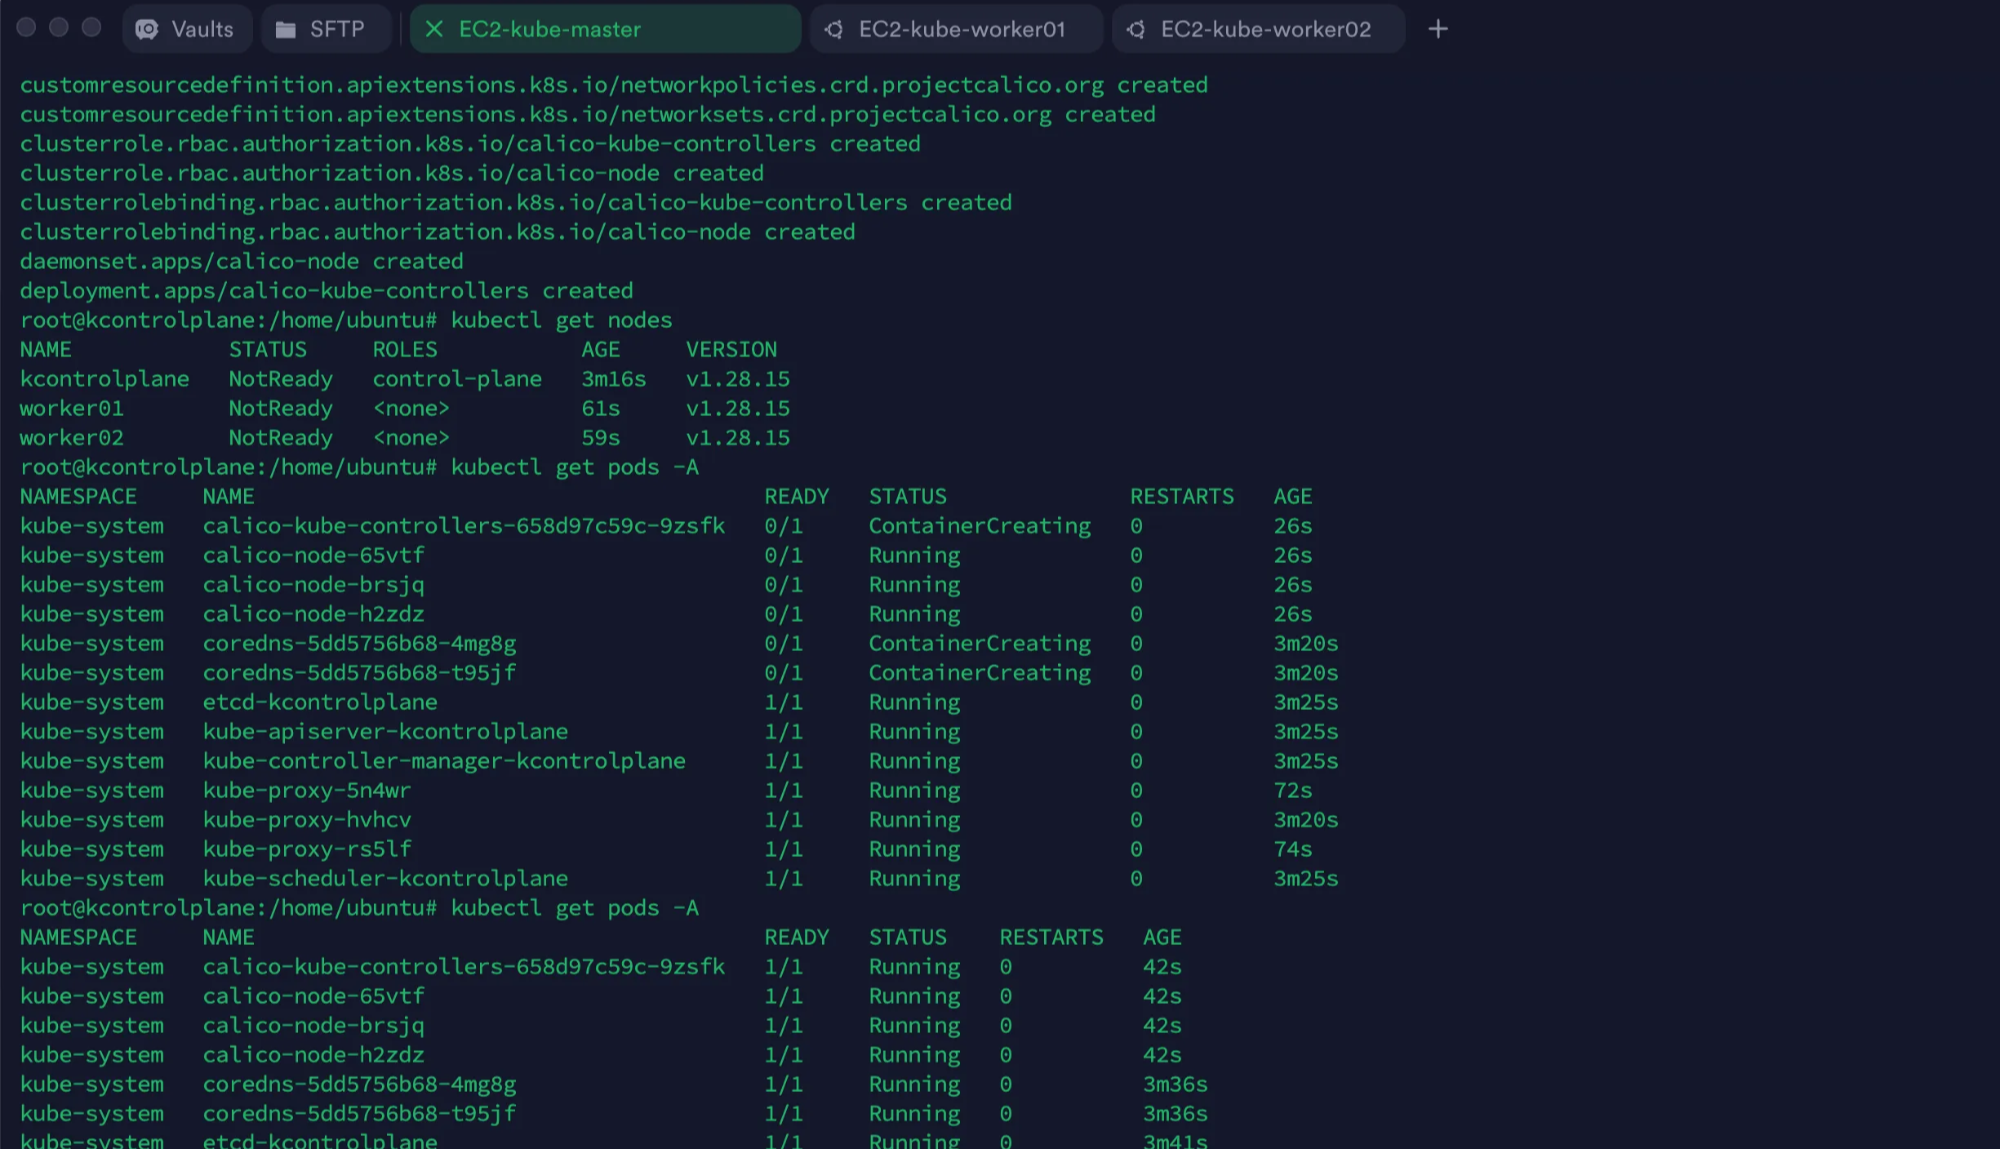 Vaults SFTP EC2-kube-master EC2-kube-worker01 EC2-kube-worker02
customresourcedefinition.apiextensions.k8s.io/networkpolicies.crd.projectcalico.org created
customresourcedefinition.apiextensions.k8s.io/networksets.crd.projectcalico.org created
clusterrole.rbac.authorization.k8s.io/calico-kube-controllers created
clusterrole.rbac.authorization.k8s.io/calico-node created
clusterrolebinding.rbac.authorization.k8s.io/calico-kube-controllers created
clusterrolebinding.rbac.authorization.k8s.io/calico-node created
daemonset.apps/calico-node created
deployment.apps/calico-kube-controllers created
root@kcontrolplane:/home/ubuntu# kubectl get nodes
NAME STATUS ROLES AGE VERSION
kcontrolplane NotReady control-plane 3m16s v1.28.15
worker01 NotReady <none> 61s v1.28.15
worker02 NotReady <none> 59s v1.28.15
root@kcontrolplane:/home/ubuntu# kubectl get pods -A
NAMESPACE NAME READY STATUS RESTARTS AGE
kube-system calico-kube-controllers-658d97c59c-9zsfk 0/1 ContainerCreating 0 26s
kube-system calico-node-65vtf 0/1 Running 0 26s
kube-system calico-node-brsjq 0/1 Running 0 26s
kube-system calico-node-h2zdz 0/1 Running 0 26s
kube-system coredns-5dd5756b68-4mg8g 0/1 ContainerCreating 0 3m20s
kube-system coredns-5dd5756b68-t95jf 0/1 ContainerCreating 0 3m20s
kube-system etcd-kcontrolplane 1/1 Running 0 3m25s
kube-system kube-apiserver-kcontrolplane 1/1 Running 0 3m25s
kube-system kube-controller-manager-kcontrolplane 1/1 Running 0 3m25s
kube-system kube-proxy-5n4wr 1/1 Running 0 72s
kube-system kube-proxy-hvhcv 1/1 Running 0 3m20s
kube-system kube-proxy-rs5lf 1/1 Running 0 74s
kube-system kube-scheduler-kcontrolplane 1/1 Running 0 3m25s
root@kcontrolplane:/home/ubuntu# kubectl get pods -A
NAMESPACE NAME READY STATUS RESTARTS AGE
kube-system calico-kube-controllers-658d97c59c-9zsfk 1/1 Running 0 42s
kube-system calico-node-65vtf 1/1 Running 0 42s
kube-system calico-node-brsjq 1/1 Running 0 42s
kube-system calico-node-h2zdz 1/1 Running 0 42s
kube-system coredns-5dd5756b68-4mg8g 1/1 Running 0 3m36s
kube-system coredns-5dd5756b68-t95jf 1/1 Running 0 3m36s
kube-system etcd-kcontrolplane 1/1 Running 0 3m41s